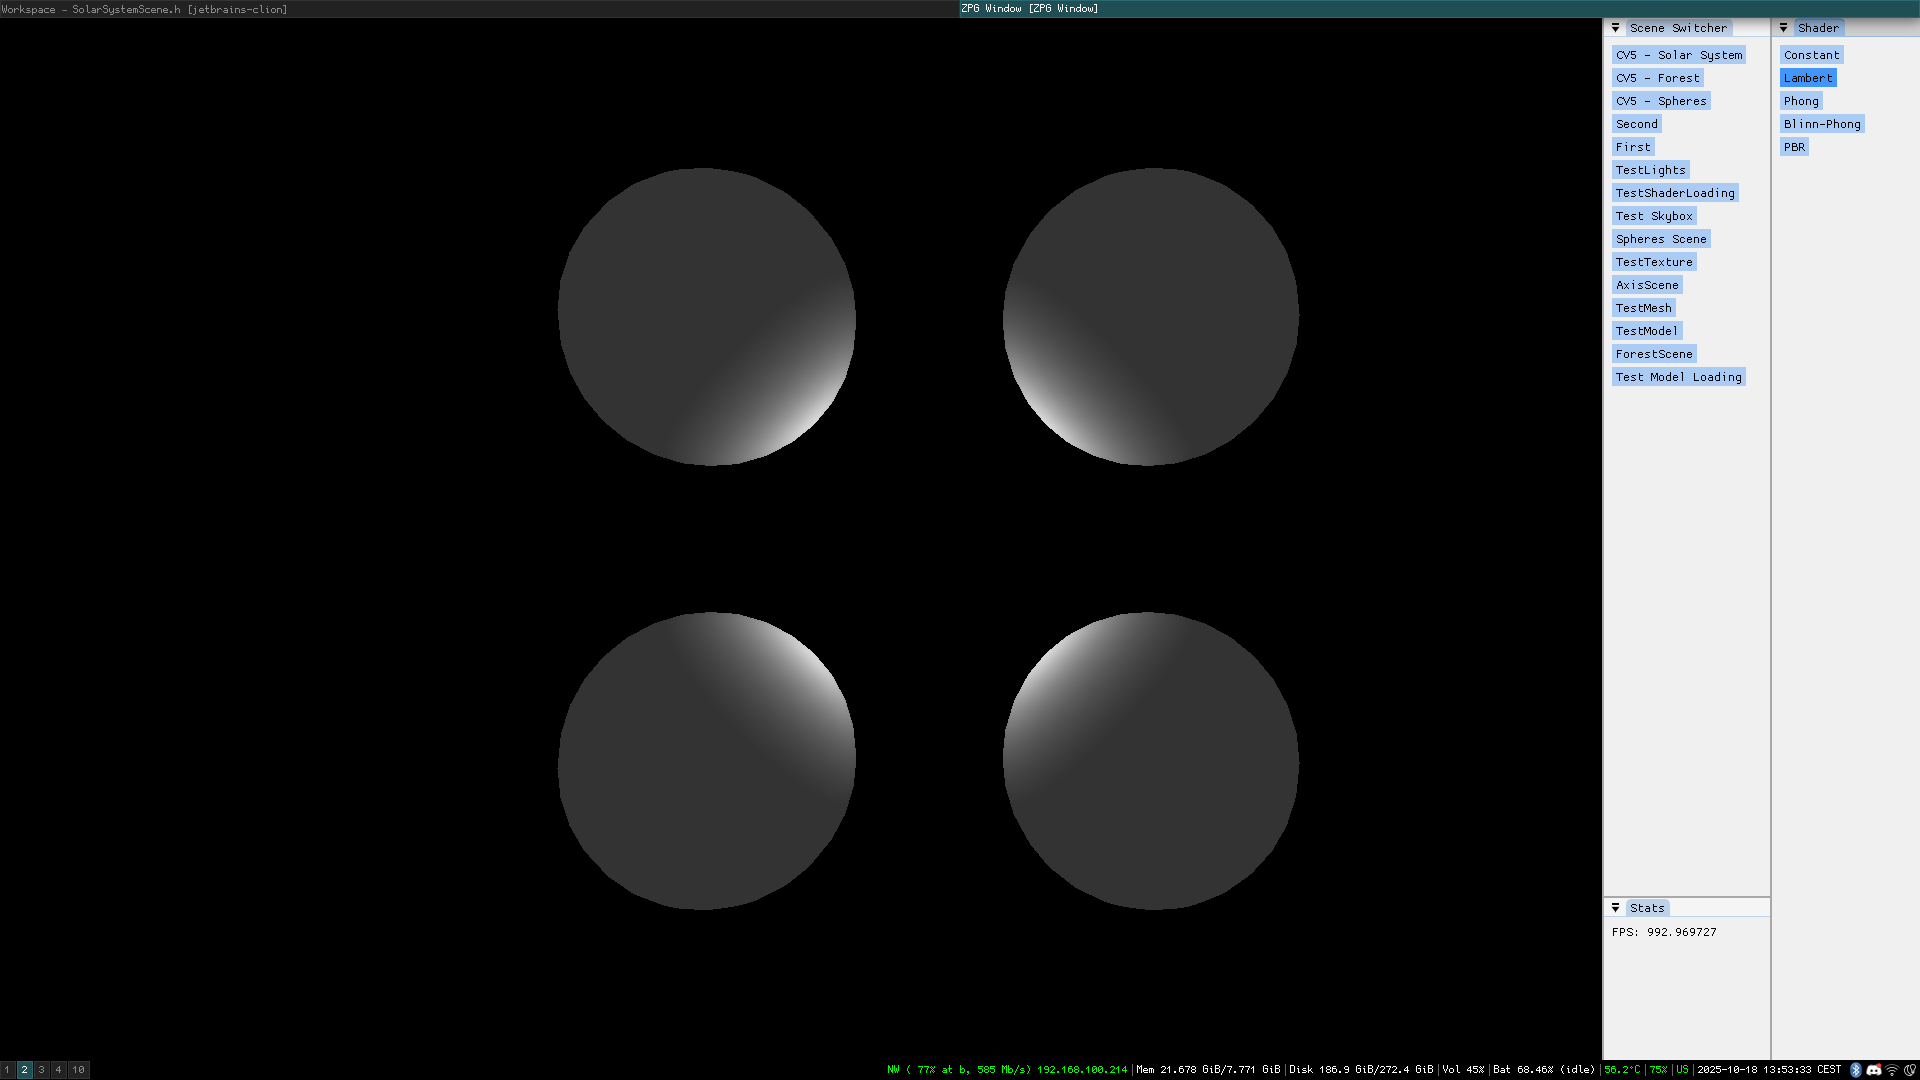 Workspace - SolarSystemScene.h [jetbrains-clion]
ZPG Window [ZPG Window]
Scene Switcher
CV5 - Solar System
CV5 - Forest
CV5 - Spheres
Second
First
TestLights
TestShaderLoading
Test Skybox
Spheres Scene
TestTexture
AxisScene
TestMesh
TestModel
ForestScene
Test Model Loading
Shader
Constant
Lambert
Phong
Blinn-Phong
PBR
Stats
FPS: 992.969727
1 2 3 4 10
NW ( 77% at b, 585 Mb/s) 192.168.100.214|Mem 21.678 GiB/7.771 GiB|Disk 186.9 GiB/272.4 GiB|Vol 45%|Bat 68.46% (idle)|56.2°C|75%|US|2025-10-18 13:53:33 CEST